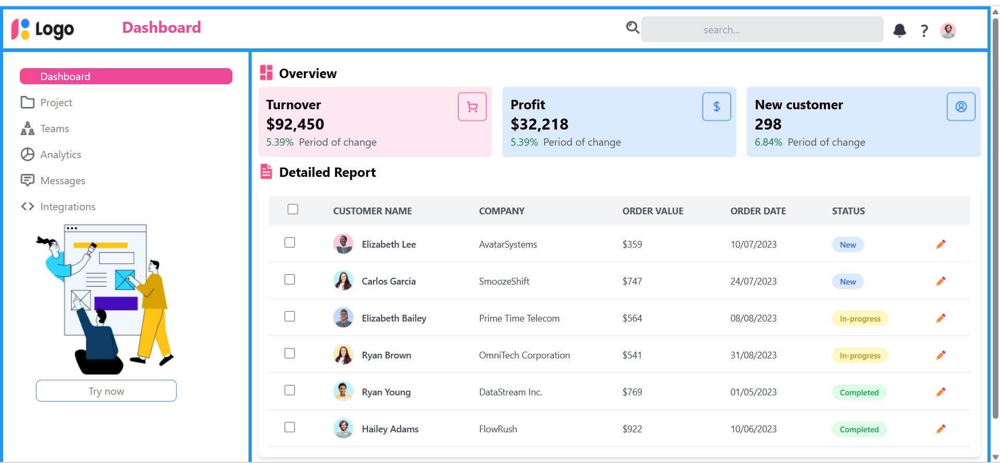 Logo
Dashboard
search...
?
Dashboard
Project
Teams
Analytics
Messages
Integrations
Try now
Overview
Turnover
$92,450
5.39% Period of change
Profit
$32,218
5.39% Period of change
$
New customer
298
6.84% Period of change
Detailed Report
CUSTOMER NAME COMPANY ORDER VALUE ORDER DATE STATUS
Elizabeth Lee AvatarSystems $359 10/07/2023 New
Carlos Garcia SmoozeShift $747 24/07/2023 New
Elizabeth Bailey Prime Time Telecom $564 08/08/2023 In-progress
Ryan Brown OmniTech Corporation $541 31/08/2023 In-progress
Ryan Young DataStream Inc. $769 01/05/2023 Completed
Hailey Adams FlowRush $922 10/06/2023 Completed